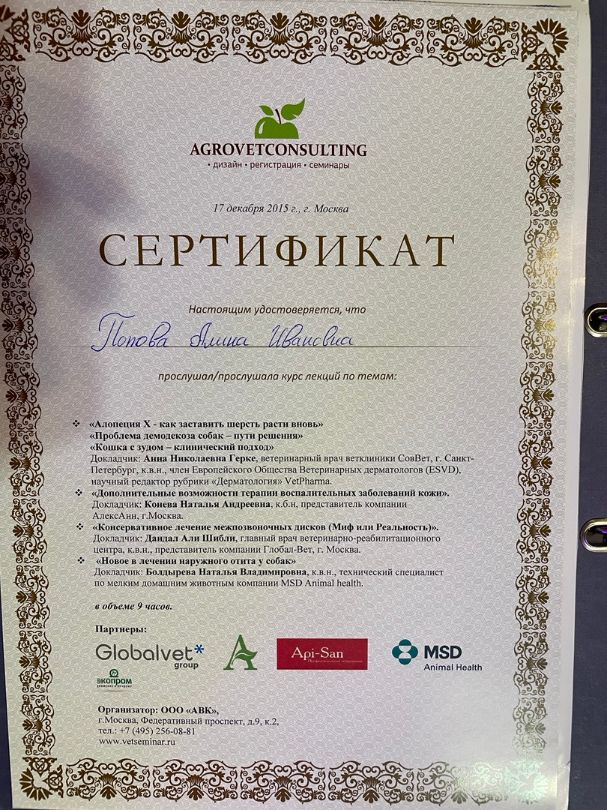 AGROVETCONSULTING
• дизайн • регистрация • семинары
17 декабря 2015 г., г. Москва
СЕРТИФИКАТ
Настоящим удостоверяется, что
Попова Алина Ивановна
прослушал/прослушала курс лекций по темам:
❖ «Алопеция X - как заставить шерсть расти вновь»
«Проблема демодекоза собак – пути решения»
«Кошка с зудом – клинический подход»
Докладчик: Анна Николаевна Герке, ветеринарный врач ветклиники СовВет, г. Санкт-
Петербург, к.в.н., член Европейского Общества Ветеринарных дерматологов (ESVD),
научный редактор рубрики «Дерматология» VetPharma.
❖ «Дополнительные возможности терапии воспалительных заболеваний кожи».
Докладчик: Конева Наталья Андреевна, к.б.н, представитель компании
АлексАнн, г.Москва.
❖ «Консервативное лечение межпозвоночных дисков (Миф или Реальность)».
Докладчик: Дандал Али Шибли, главный врач ветеринарно-реабилитационного
центра, к.в.н., представитель компании Глобал-Вет, г. Москва.
❖ «Новое в лечении наружного отита у собак»
Докладчик: Болдырева Наталья Владимировна, к.в.н., технический специалист
по мелким домашним животным компании MSD Animal health.
в объеме 9 часов.
Партнеры:
Globalvet*
group
Api-San
MSD
Animal Health
ЭКОПРОМ
Организатор: ООО «АВК»,
г.Москва, Федеративный проспект, д.9, к.2,
тел.: +7 (495) 256-08-81
www.vetseminar.ru